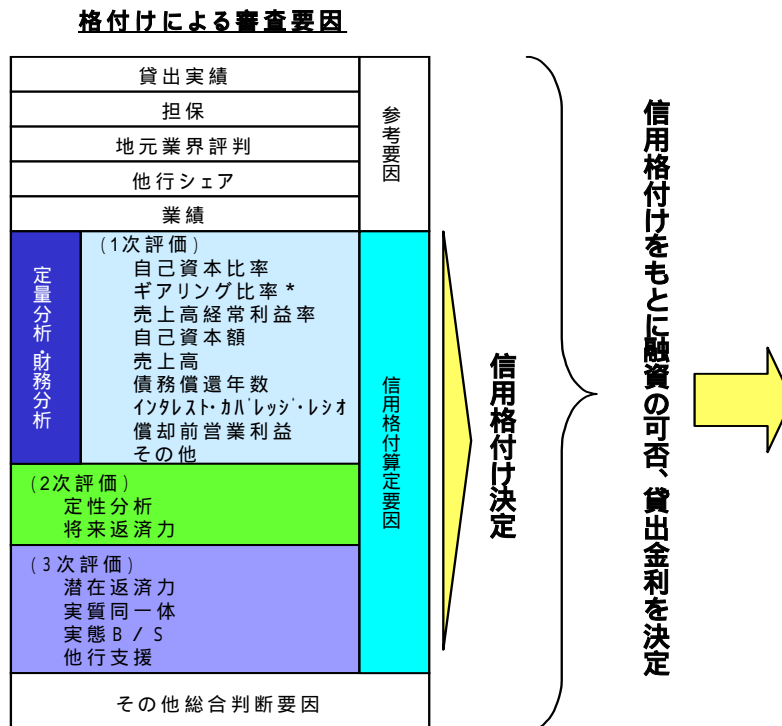 格付けによる審査要因
貸出実績
担保
地元業界評判
他行シェア
業績
参考要因
定量分析 財務分析
(1次評価)
自己資本比率
ギアリング比率*
売上高経常利益率
自己資本額
売上高
債務償還年数
インタレスト・カバレッジ・レシオ
償却前営業利益
その他
(2次評価)
定性分析
将来返済力
(3次評価)
潜在返済力
実質同一体
実態B/S
他行支援
信用格付算定要因
その他総合判断要因
信用格付け決定
信用格付けをもとに融資の可否、貸出金利を決定